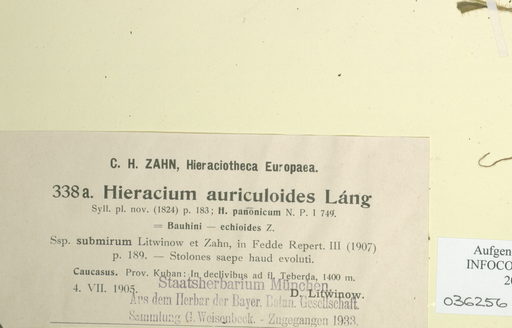 C. H. ZAHN, Hieraciotheca Europaea.
338a. Hieracium auriculoides Láng
Syll. pl. nov. (1824) p. 183; H. panonicum N. P. I 749.
= Bauhini — echioides Z.
Ssp. submirum Litwinow et Zahn, in Fedde Repert. III (1907)
p. 189. — Stolones saepe haud evoluti.
Caucasus. Prov. Kuban: In declivibus ad fl. Teberda, 1400 m.
4. VII. 1905. D. Litwinow.
Staatsherbarium München
Aus dem Herbar der Bayer. Botan. Gesellschaft.
Sammlung G. Weisenbeck. - Zugegangen 1933.
Aufgen
INFOCO
20
036256